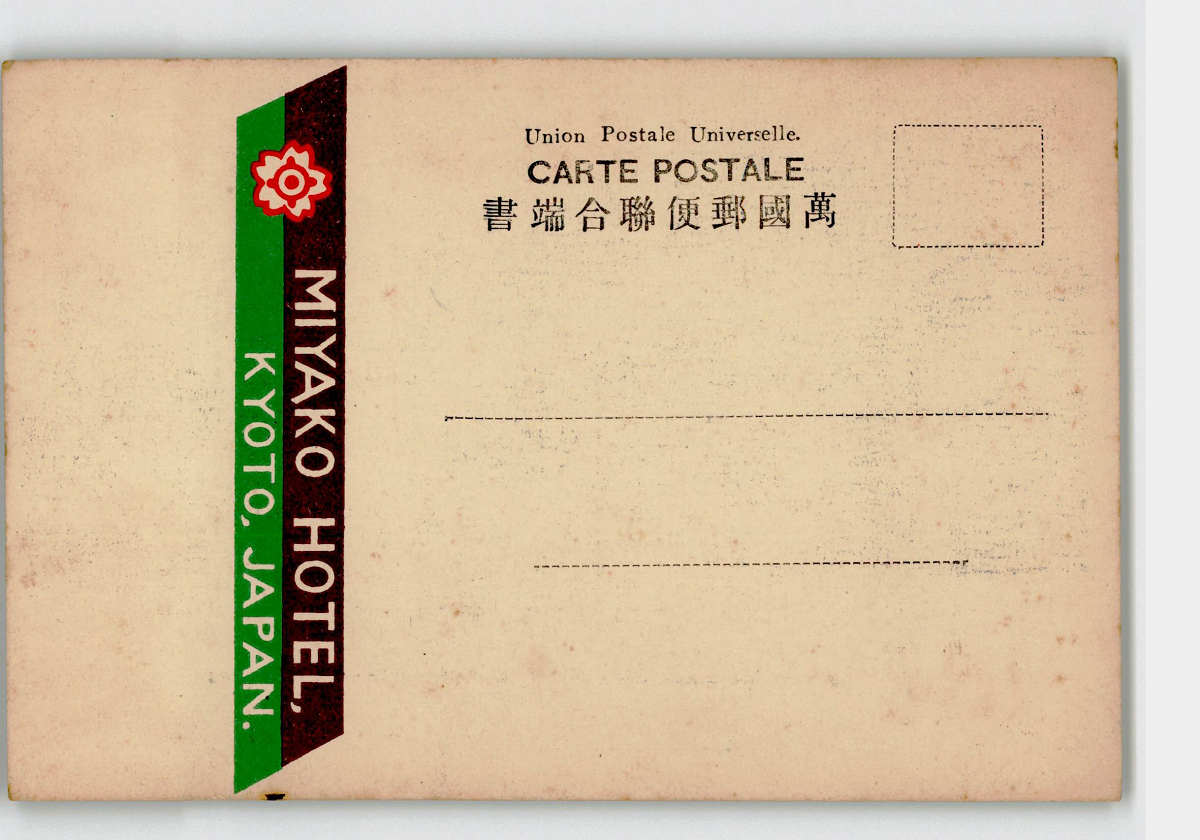 Union Postale Universelle.
CARTE POSTALE
萬國郵便聯合端書
MIYAKO HOTEL,
KYOTO, JAPAN.